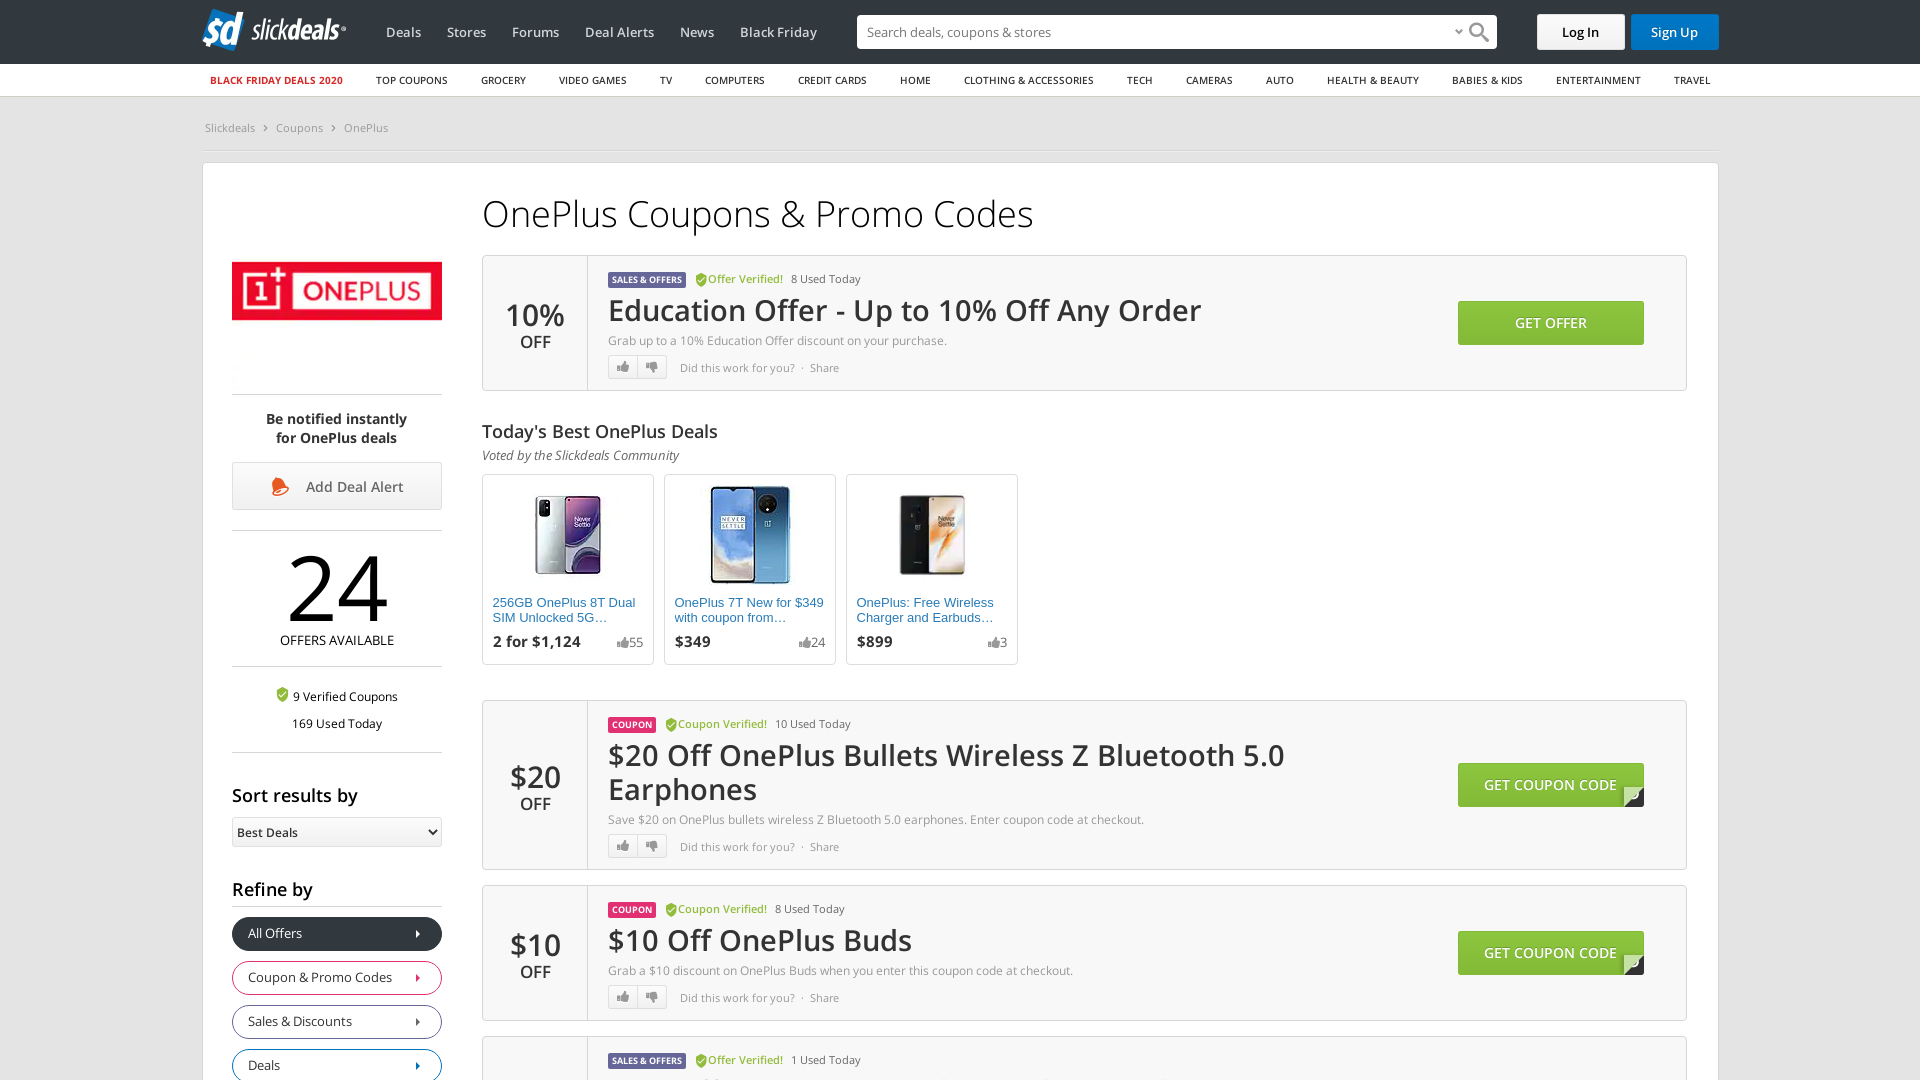 slickdeals
Deals
Stores
Forums
Deal Alerts
News
Black Friday
Search deals, coupons & stores
Log In
Sign Up
BLACK FRIDAY DEALS 2020
TOP COUPONS
GROCERY
VIDEO GAMES
TV
COMPUTERS
CREDIT CARDS
HOME
CLOTHING & ACCESSORIES
TECH
CAMERAS
AUTO
HEALTH & BEAUTY
BABIES & KIDS
ENTERTAINMENT
TRAVEL
Slickdeals > Coupons > OnePlus
ONEPLUS
Be notified instantly
for OnePlus deals
Add Deal Alert
24
OFFERS AVAILABLE
9 Verified Coupons
169 Used Today
Sort results by
Best Deals
Refine by
All Offers
Coupon & Promo Codes
Sales & Discounts
Deals
OnePlus Coupons & Promo Codes
10%
OFF
SALES & OFFERS Offer Verified! 8 Used Today
Education Offer - Up to 10% Off Any Order
Grab up to a 10% Education Offer discount on your purchase.
Did this work for you? · Share
GET OFFER
Today's Best OnePlus Deals
Voted by the Slickdeals Community
256GB OnePlus 8T Dual
SIM Unlocked 5G…
2 for $1,124 55
NEVER
SETTLE
OnePlus 7T New for $349
with coupon from…
$349 24
OnePlus: Free Wireless
Charger and Earbuds…
$899 3
$20
OFF
COUPON Coupon Verified! 10 Used Today
$20 Off OnePlus Bullets Wireless Z Bluetooth 5.0
Earphones
Save $20 on OnePlus bullets wireless Z Bluetooth 5.0 earphones. Enter coupon code at checkout.
Did this work for you? · Share
GET COUPON CODE
$10
OFF
COUPON Coupon Verified! 8 Used Today
$10 Off OnePlus Buds
Grab a $10 discount on OnePlus Buds when you enter this coupon code at checkout.
Did this work for you? · Share
GET COUPON CODE
SALES & OFFERS Offer Verified! 1 Used Today